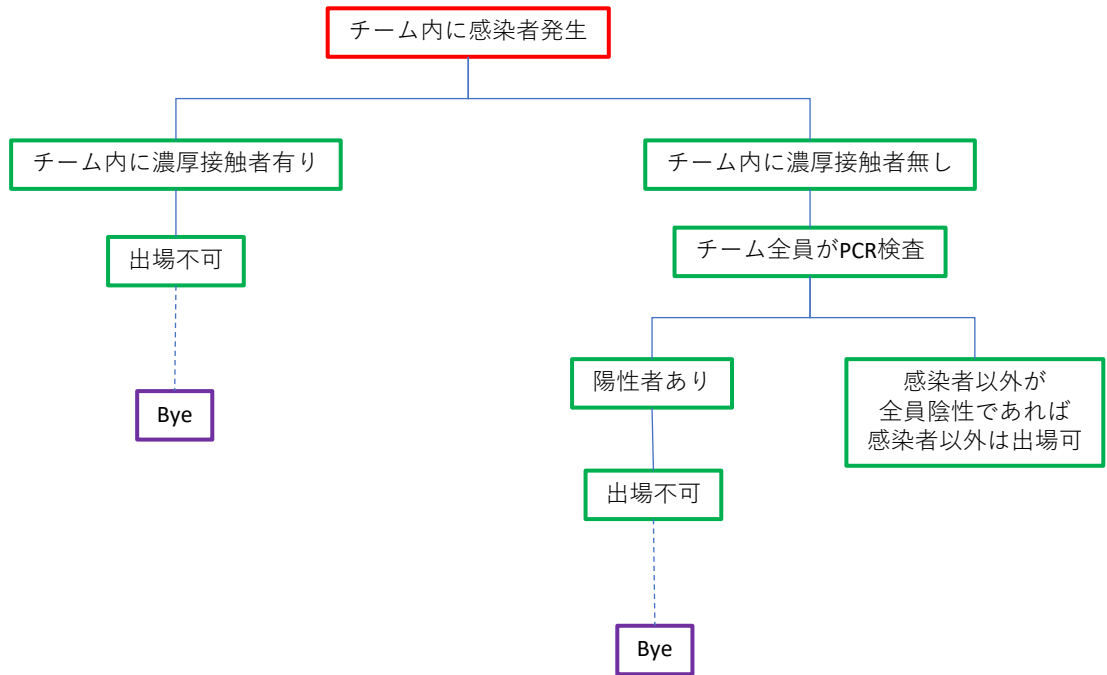 チーム内に感染者発生
チーム内に濃厚接触者有り
チーム内に濃厚接触者無し
出場不可
チーム全員がPCR検査
陽性者あり
感染者以外が
全員陰性であれば
感染者以外は出場可
Bye
出場不可
Bye